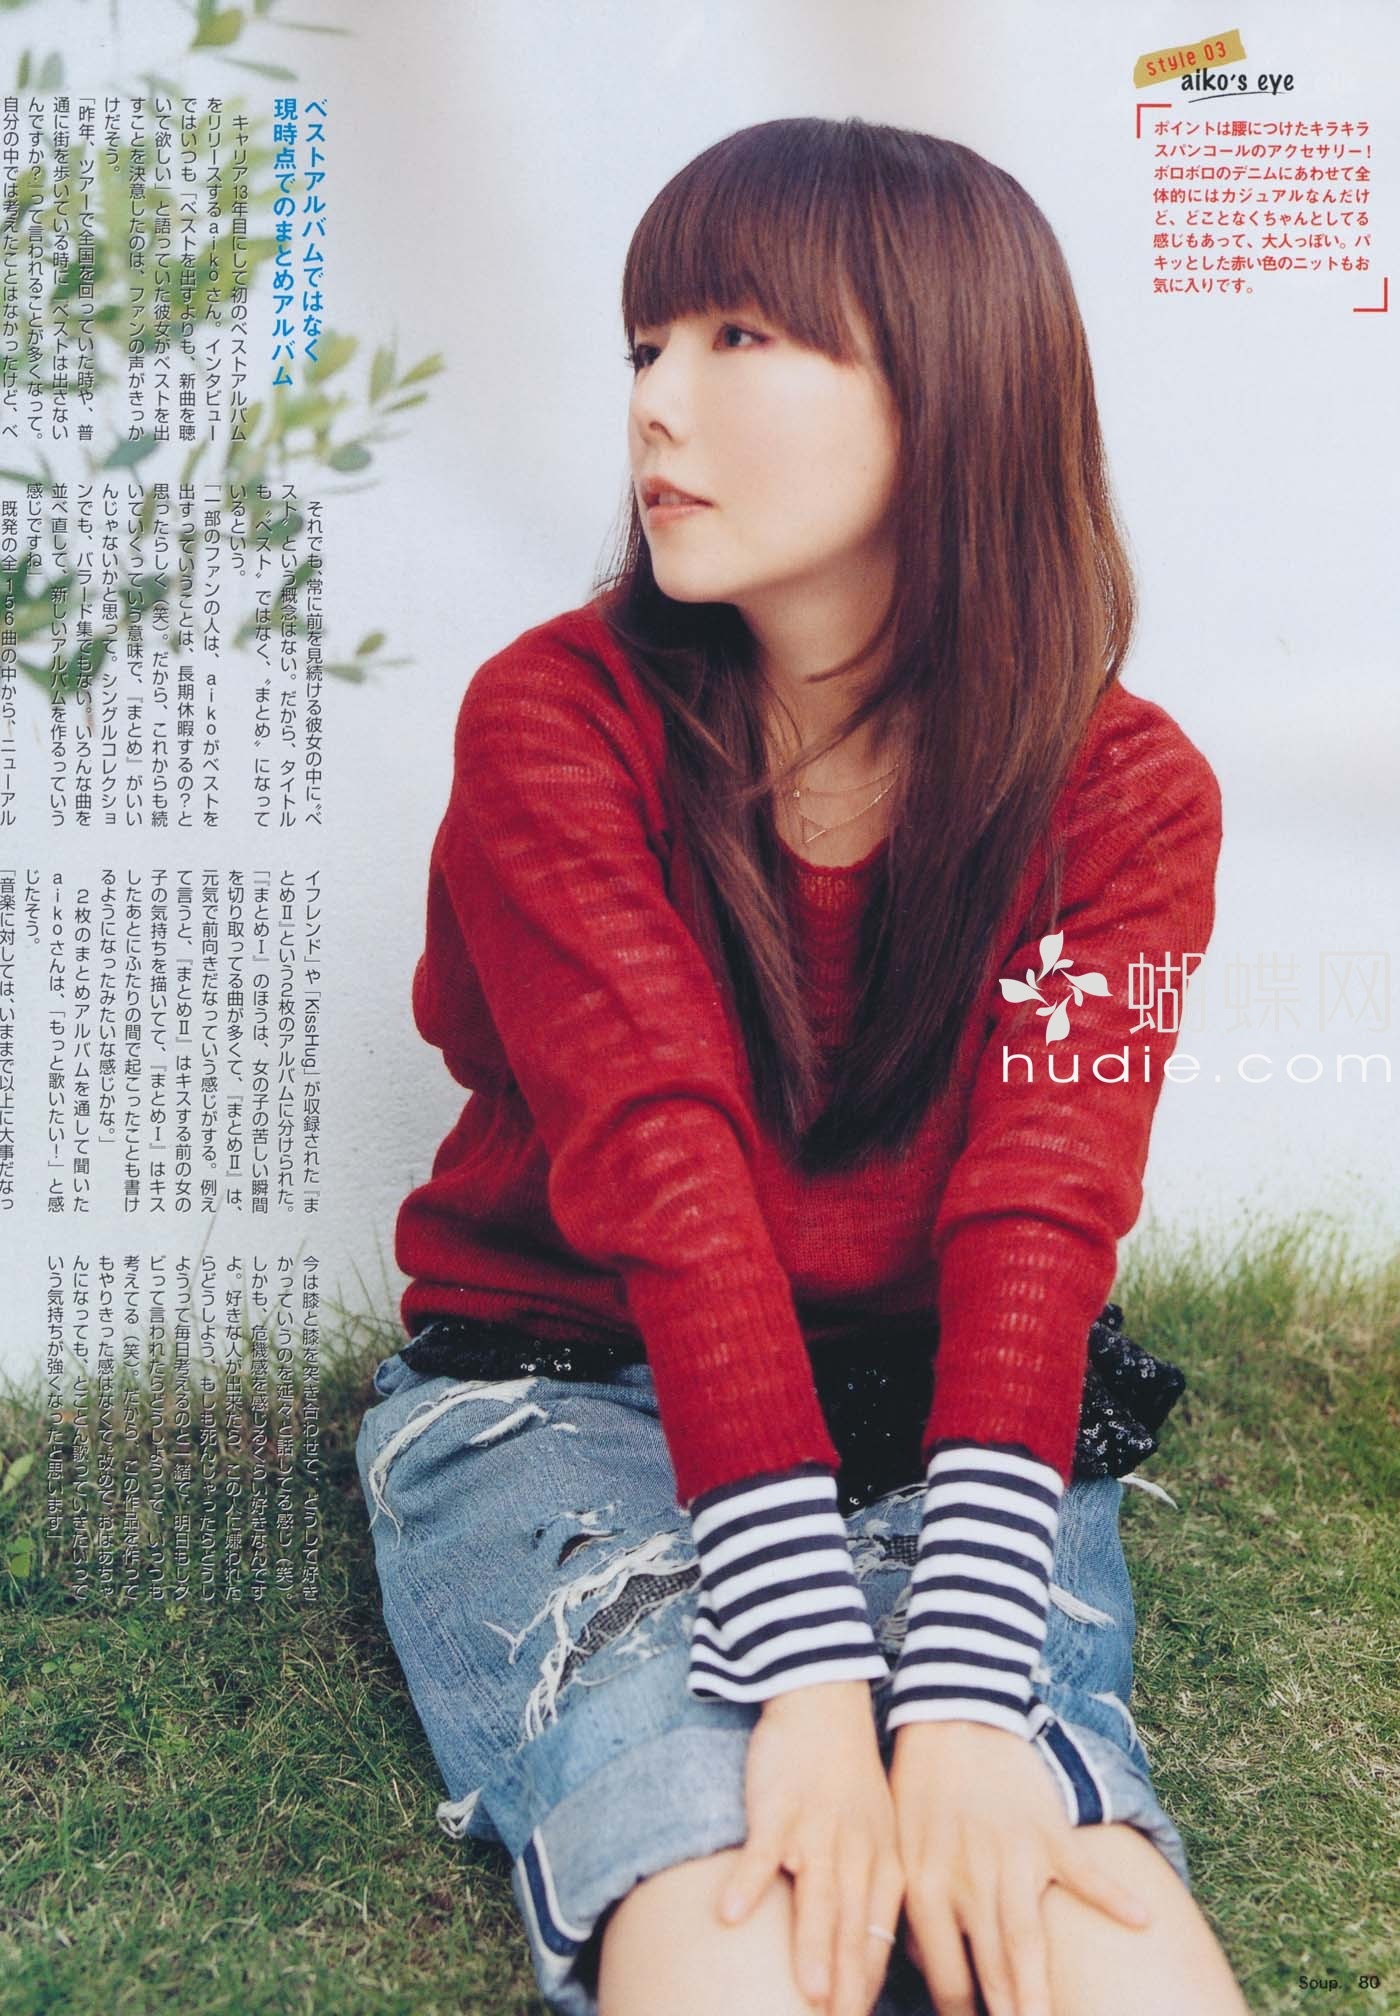 style 03
aiko's eye
ポイントは腰につけたキラキラ
スパンコールのアクセサリー！
ボロボロのデニムにあわせて全
体的にはカジュアルなんだけ
ど、どことなくちゃんとしてる
感じもあって、大人っぽい。パ
キッとした赤い色のニットもお
気に入りです。
ベストアルバムではなく
現時点でのまとめアルバム
キャリア13年目にして初のベストアルバム
をリリースするaikoさん。インタビュー
ではいつも「ベストを出すよりも、新曲を聴
いて欲しい」と語っていた彼女がベストを出
すことを決意したのは、ファンの声がきっか
けだそう。
「昨年、ツアーで全国を回っていた時や、普
通に街を歩いている時に「ベストは出さない
んですか？」って言われることが多くなって。
自分の中では考えたことはなかったけど、ベ
それでも、常に前を見続ける彼女の中に〝ベ
スト〟という概念はない。だから、タイトル
も〝ベスト〟ではなく、〝まとめ〟になって
いるという。
「一部のファンの人は、aikoがベストを
出すっていうことは、長期休暇するの？と
思ったらしく（笑）。だから、これからも続
いていくっていう意味で、『まとめ』がいい
んじゃないかと思って。シングルコレクショ
ンでも、バラード集でもない。いろんな曲を
並べ直して、新しいアルバムを作るっていう
感じですね」
既発の全156曲の中から、ニューアル
イフレンド」や「KissHug」が収録された『ま
とめⅡ』という2枚のアルバムに分けられた。
「『まとめⅠ』のほうは、女の子の苦しい瞬間
を切り取ってる曲が多くて、『まとめⅡ』は、
元気で前向きだなっていう感じがする。例え
て言うと、『まとめⅡ』はキスする前の女の
子の気持ちを描いてて、『まとめⅠ』はキス
したあとにふたりの間で起こったことも書け
るようになったみたいな感じかな。」
2枚のまとめアルバムを通して聞いた
aikoさんは、「もっと歌いたい！」と感
じたそう。
「音楽に対しては、いままで以上に大事だなっ
今は膝と膝を突き合わせて、どうして好き
かっていうのを延々と話してる感じ（笑）。
しかも、危機感を感じるくらい好きなんです
よ。好きな人が出来たら、この人に嫌われた
らどうしよう、もしも死んじゃったらどうし
ようって毎日考えるのと一緒で、明日もしク
ビって言われたらどうしようって、いっつも
考えてる（笑）。だから、この作品を作って
もやりきった感はなくて、改めて、おばあちゃ
んになっても、とことん歌っていきたいって
いう気持ちが強くなったと思います」
蝴蝶网
hudie.com
Soup. 80